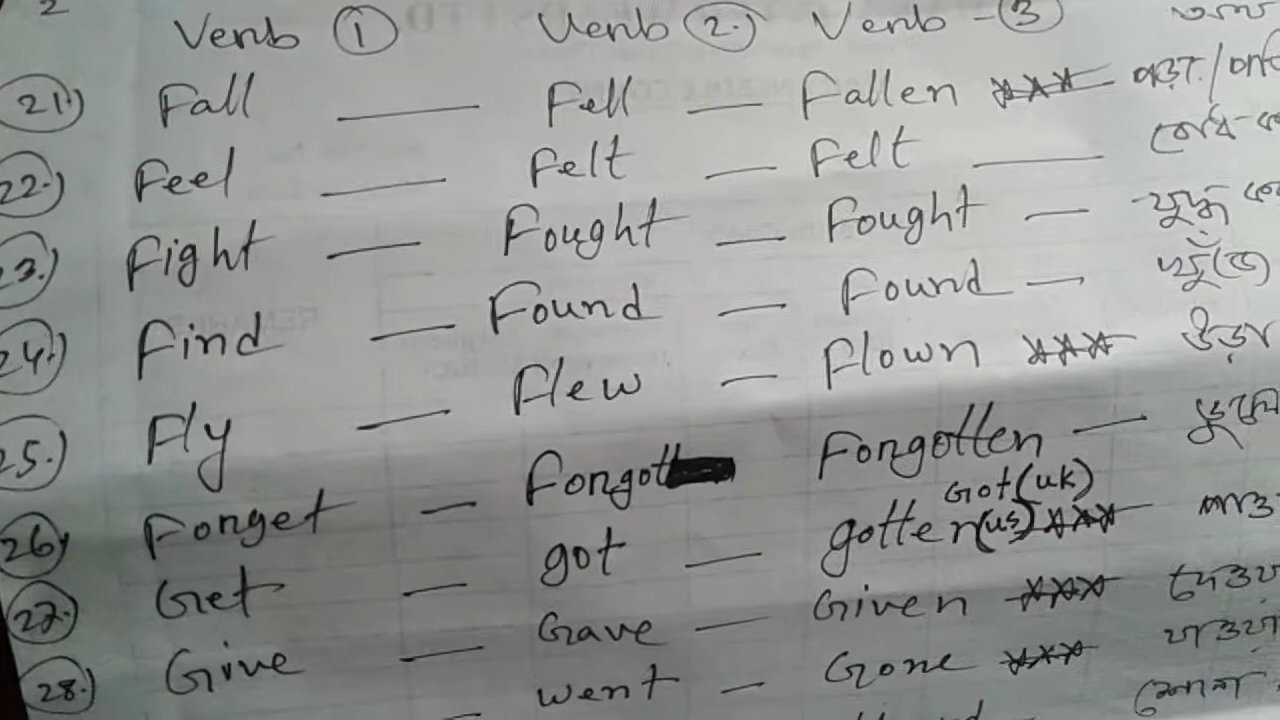 Verb ① Verb ②. Verb - ③
21.) Fall — Fell — Fallen *** পড়া/
22.) Feel — Felt — Felt —
23.) Fight — Fought — Fought — যুদ্ধ
24.) Find — Found — Found —
25.) Fly — Flew — Flown *** উড়া
26) Forget — Forgot Forgotten —
Got (uk)
27.) Get — got — gotten (us) ***
28.) Give — Gave — Given ***
went — Gone ***